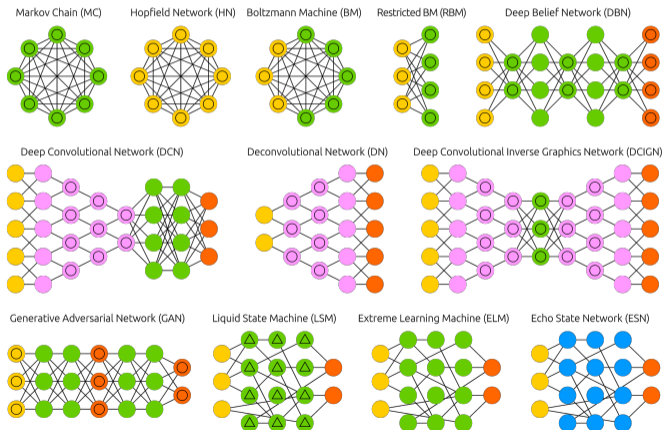 Markov Chain (MC)
Hopfield Network (HN)
Boltzmann Machine (BM)
Restricted BM (RBM)
Deep Belief Network (DBN)
Deep Convolutional Network (DCN)
Deconvolutional Network (DN)
Deep Convolutional Inverse Graphics Network (DCIGN)
Generative Adversarial Network (GAN)
Liquid State Machine (LSM)
Extreme Learning Machine (ELM)
Echo State Network (ESN)